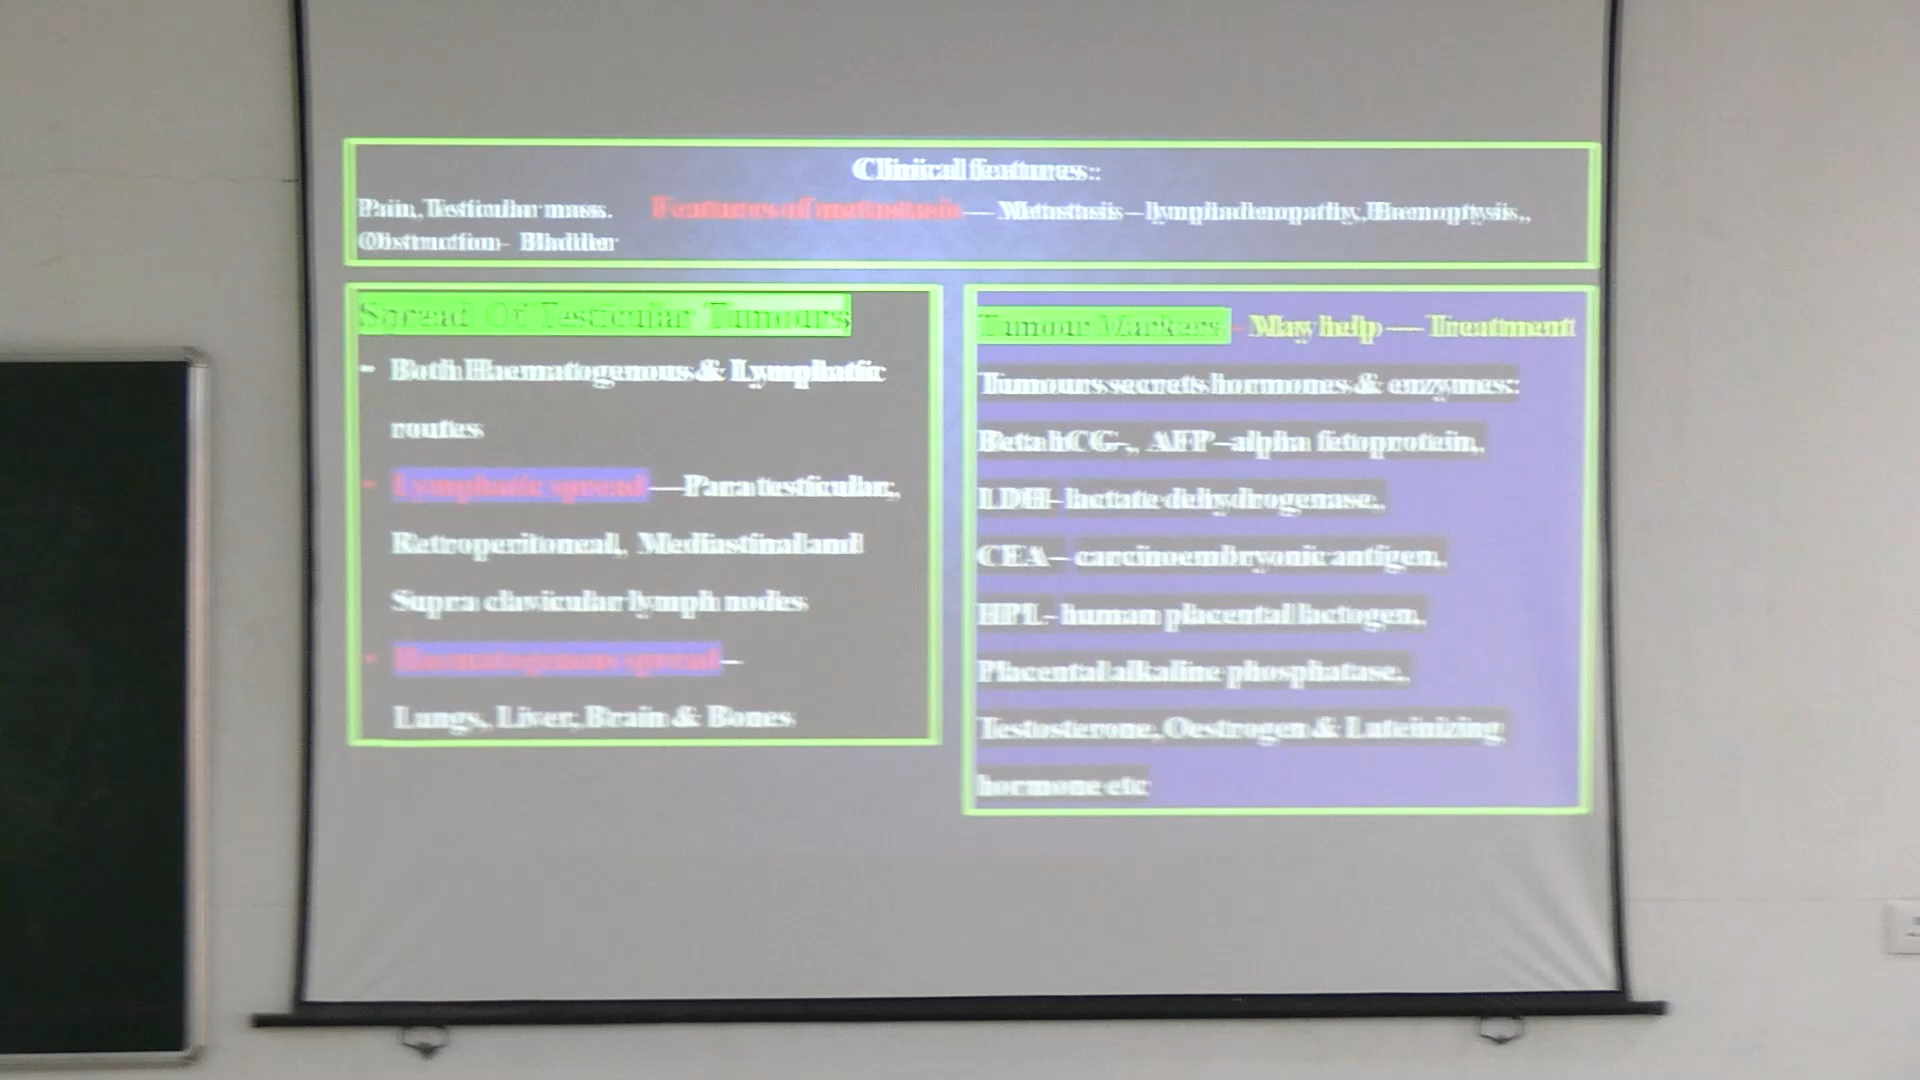 Clinical features:
Pain, Testicular mass. Features of metastasis — Metastasis – lymphadenopathy, Haemoptysis,
Obstruction- Bladder
Spread Of Testicular Tumours
- Both Haematogenous & Lymphatic
routes
- Lymphatic spread —Para testicular,
Retroperitoneal, Mediastinal and
Supra clavicular lymph nodes
- Haematogenous spread –
Lungs, Liver, Brain & Bones
Tumour Markers - May help — Treatment
Tumours secrets hormones & enzymes:
Beta hCG-, AFP –alpha fetoprotein,
LDH- lactate dehydrogenase,
CEA – carcinoembryonic antigen,
HPL- human placental lactogen,
Placental alkaline phosphatase,
Testosterone, Oestrogen & Luteinizing
hormone etc